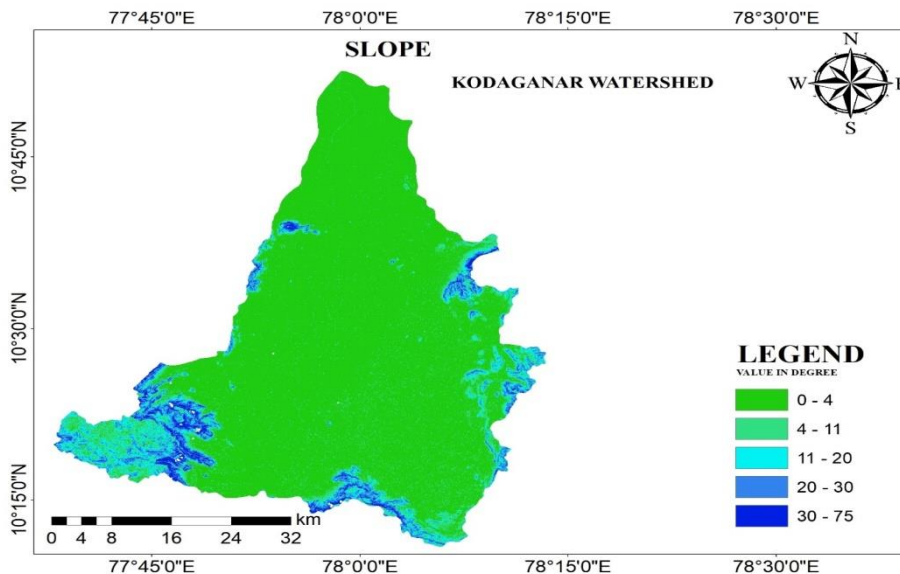 77°45'0"E 78°0'0"E 78°15'0"E 78°30'0"E
SLOPE
KODAGANAR WATERSHED
N
W
S
10°45'0"N
10°30'0"N
10°15'0"N
LEGEND
VALUE IN DEGREE
0 - 4
4 - 11
11 - 20
20 - 30
30 - 75
km
0 2 4 8 16 24 32
77°45'0"E 78°0'0"E 78°15'0"E 78°30'0"E